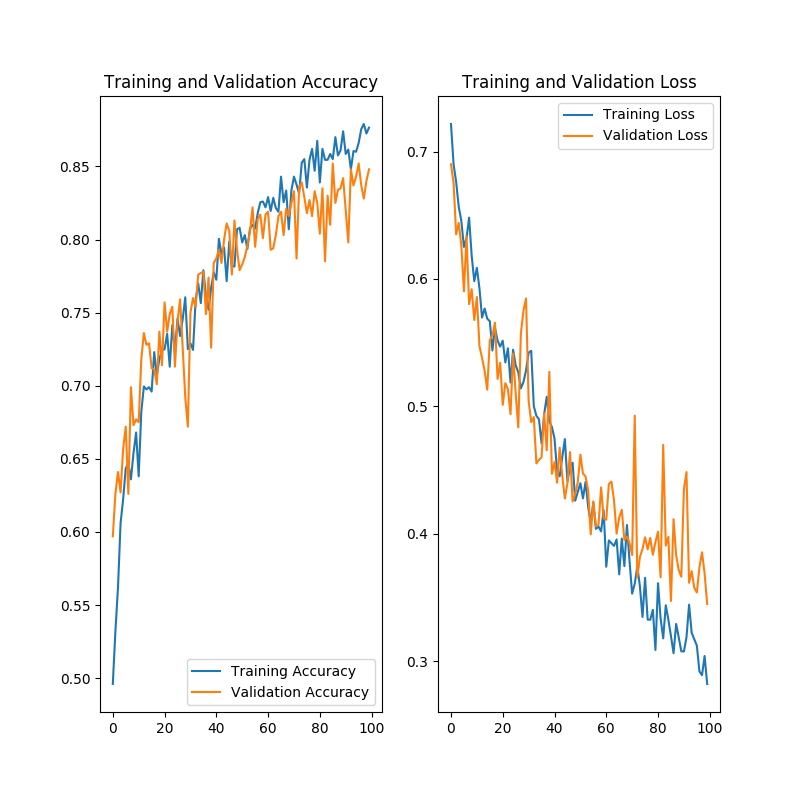 Training and Validation Accuracy
0.85
0.80
0.75
0.70
0.65
0.60
0.55
0.50
Training Accuracy
Validation Accuracy
0 20 40 60 80 100
Training and Validation Loss
Training Loss
Validation Loss
0.7
0.6
0.5
0.4
0.3
0 20 40 60 80 100